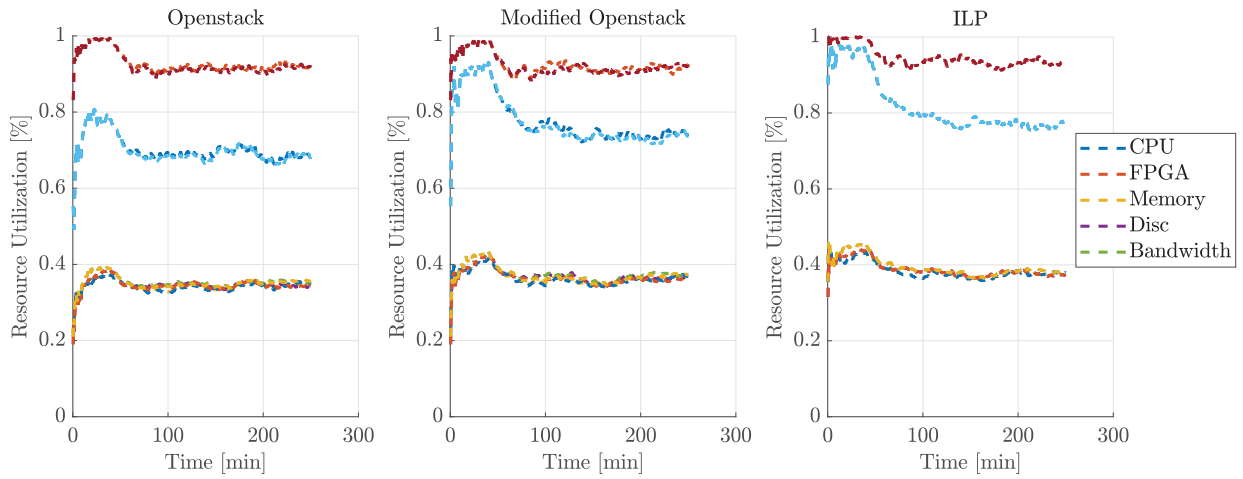 Openstack
Modified Openstack
ILP
Resource Utilization [%]
1
0.8
0.6
0.4
0.2
0
0
100
200
300
Time [min]
Resource Utilization [%]
1
0.8
0.6
0.4
0.2
0
0
100
200
300
Time [min]
Resource Utilization [%]
1
0.8
0.6
0.4
0.2
0
0
100
200
300
Time [min]
CPU
FPGA
Memory
Disc
Bandwidth